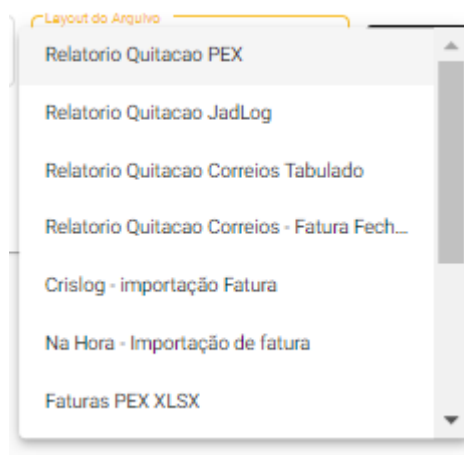 Layout do Arquivo
Relatorio Quitacao PEX
Relatorio Quitacao JadLog
Relatorio Quitacao Correios Tabulado
Relatorio Quitacao Correios - Fatura Fech...
Crislog - importação Fatura
Na Hora - Importação de fatura
Faturas PEX XLSX